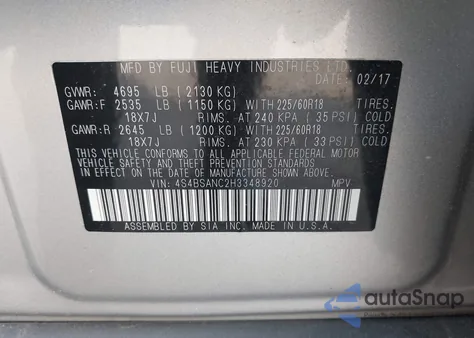 MFD BY FUJI HEAVY INDUSTRIES LTD.
DATE: 02/17
GVWR: 4695 LB (2130 KG)
GAWR:F 2535 LB (1150 KG) WITH 225/60R18 TIRES.
18X7J RIMS. AT 240 KPA (35 PSI) COLD
GAWR:R 2645 LB (1200 KG) WITH 225/60R18 TIRES.
18X7J RIMS. AT 230 KPA (33 PSI) COLD
THIS VEHICLE CONFORMS TO ALL APPLICABLE FEDERAL MOTOR
VEHICLE SAFETY BUMPER AND THEFT PREVENTION STANDARDS
IN EFFECT ON THE DATE OF MANUFACTURE SHOWN ABOVE.
VIN: 4S4BSANC2H3348920 MPV
ASSEMBLED BY SIA INC. MADE IN U.S.A.
autoSnap